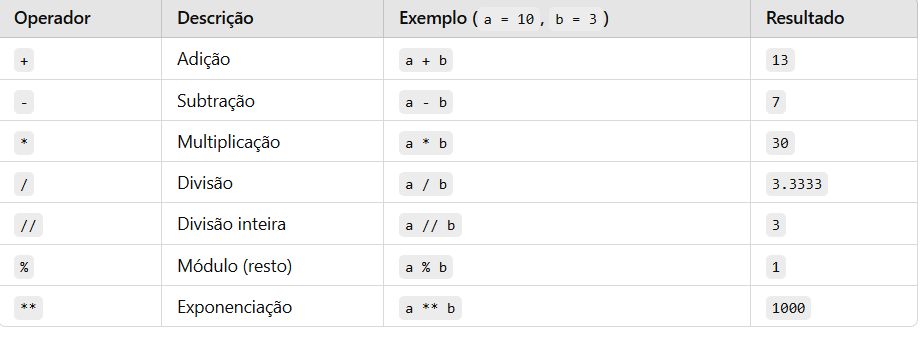 Operador Descrição Exemplo ( a = 10 , b = 3 ) Resultado
+ Adição a + b 13
- Subtração a - b 7
* Multiplicação a * b 30
/ Divisão a / b 3.3333
// Divisão inteira a // b 3
% Módulo (resto) a % b 1
** Exponenciação a ** b 1000